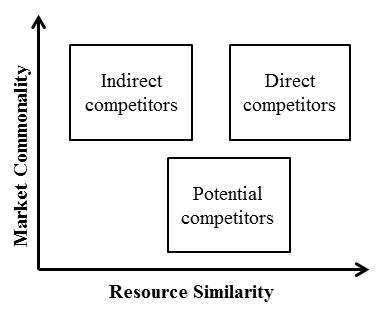 Market Commonality
Indirect
competitors
Direct
competitors
Potential
competitors
Resource Similarity